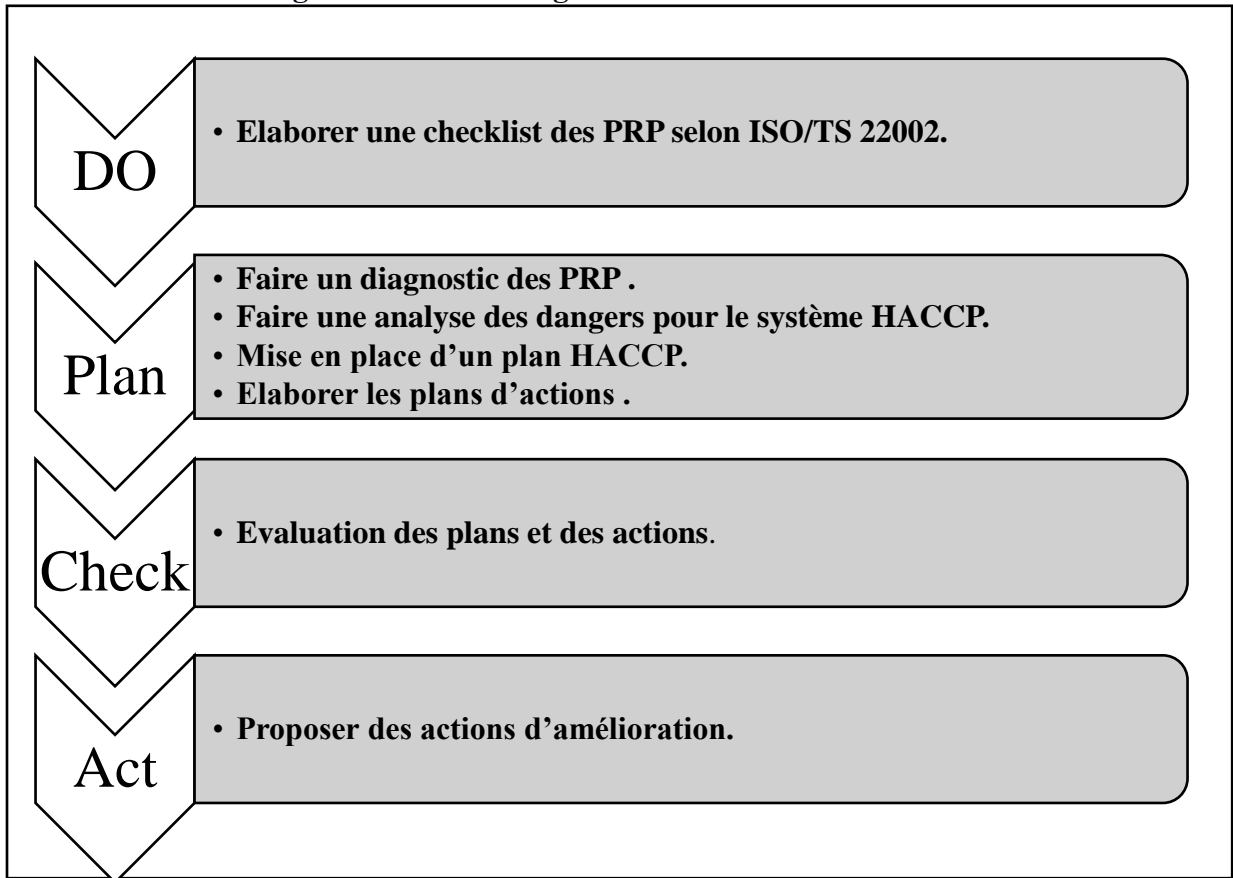 DO
• Elaborer une checklist des PRP selon ISO/TS 22002.
Plan
• Faire un diagnostic des PRP .
• Faire une analyse des dangers pour le système HACCP.
• Mise en place d’un plan HACCP.
• Elaborer les plans d’actions .
Check
• Evaluation des plans et des actions.
Act
• Proposer des actions d’amélioration.